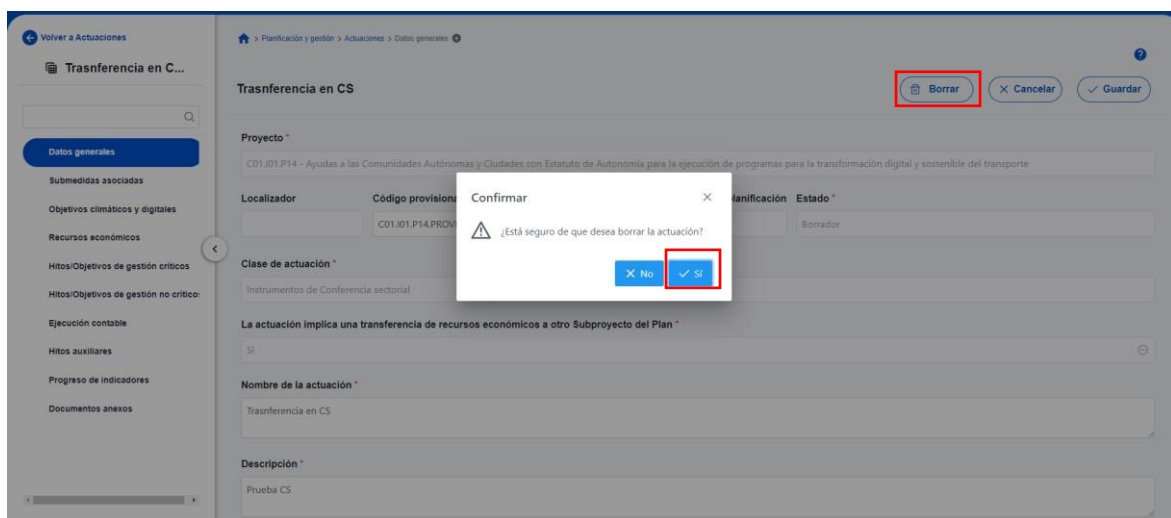 Volver a Actuaciones
> Planificación y gestión > Actuaciones > Datos generales
Trasnferencia en C...
Trasnferencia en CS
Borrar
Cancelar
Guardar
Datos generales
Submedidas asociadas
Objetivos climáticos y digitales
Recursos económicos
Hitos/Objetivos de gestión críticos
Hitos/Objetivos de gestión no crítico
Ejecución contable
Hitos auxiliares
Progreso de indicadores
Documentos anexos
Proyecto *
C01.I01.P14 - Ayudas a las Comunidades Autónomas y Ciudades con Estatuto de Autonomía para la ejecución de programas para la transformación digital y sostenible del transporte
Localizador
Código provisiona
lanificación
Estado *
C01.I01.P14.PROVI
Borrador
Confirmar
¿Está seguro de que desea borrar la actuación?
No
Sí
Clase de actuación *
Instrumentos de Conferencia sectorial
La actuación implica una transferencia de recursos económicos a otro Subproyecto del Plan *
Sí
Nombre de la actuación *
Trasnferencia en CS
Descripción *
Prueba CS